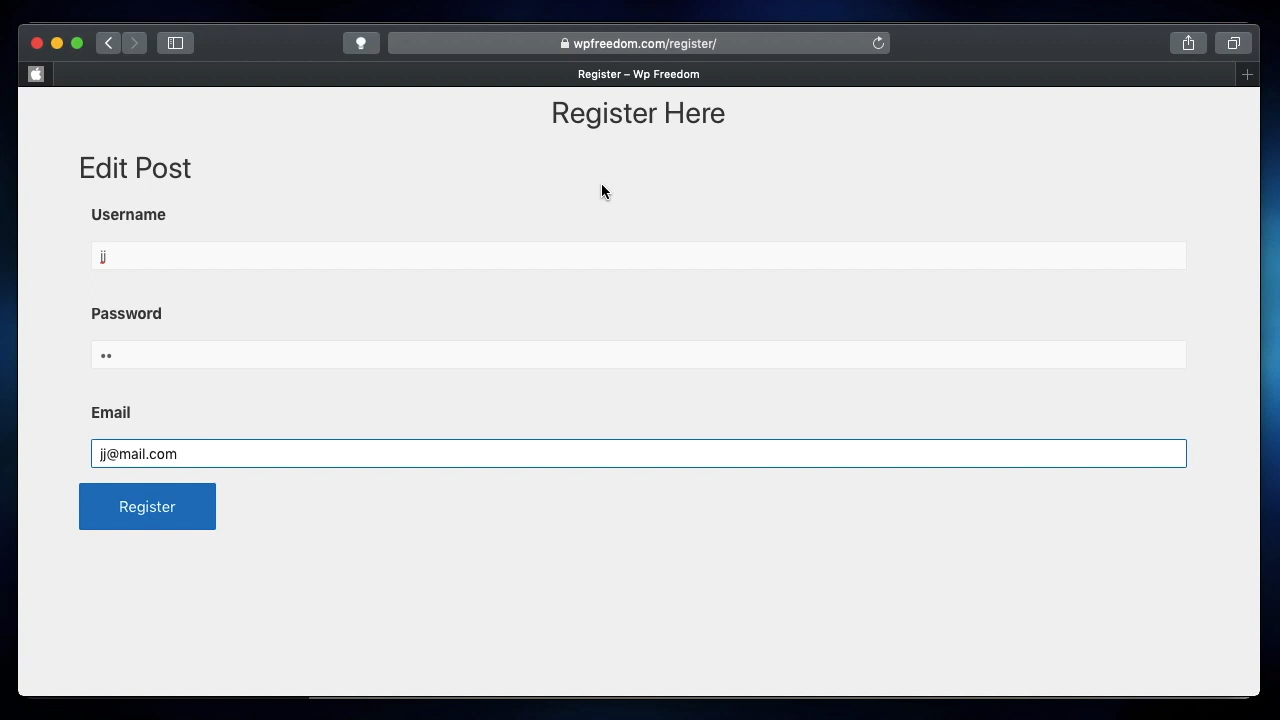 wpfreedom.com/register/
Register – Wp Freedom
Register Here
Edit Post
Username
jj
Password
••
Email
jj@mail.com
Register